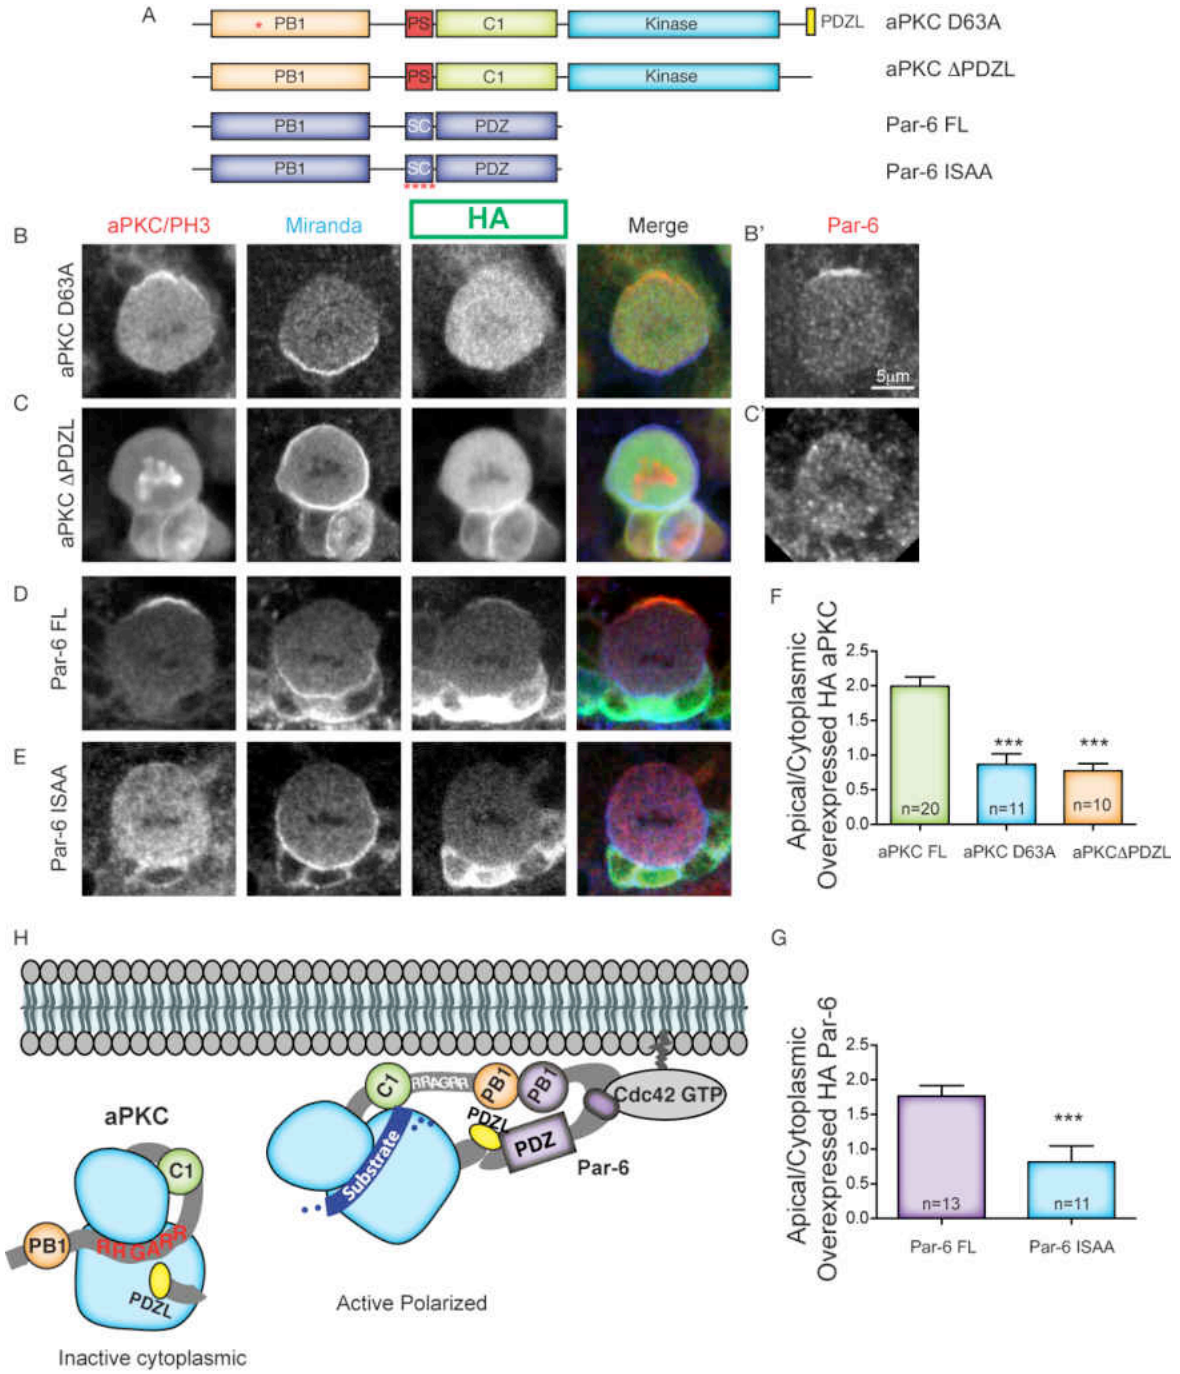 A
PB1 PS C1 Kinase PDZL aPKC D63A
*
PB1 PS C1 Kinase aPKC ΔPDZL
PB1 SC PDZ Par-6 FL
PB1 SC PDZ Par-6 ISAA
****
aPKC/PH3 Miranda HA Merge Par-6
B
B'
aPKC D63A
5μm
C
C'
aPKC ΔPDZL
D
Par-6 FL
E
Par-6 ISAA
F
Apical/Cytoplasmic
Overexpressed HA aPKC
2.5
2.0
1.5
1.0
0.5
0.0
***
***
n=20
n=11
n=10
aPKC FL
aPKC D63A
aPKCΔPDZL
H
aPKC
C1
PB1
RRGARR
PDZL
Inactive cytoplasmic
C1
RRAGRR
PB1
PB1
Cdc42 GTP
PDZL
PDZ
Par-6
Substrate
Active Polarized
G
Apical/Cytoplasmic
Overexpressed HA Par-6
2.5
2.0
1.5
1.0
0.5
0.0
***
n=13
n=11
Par-6 FL
Par-6 ISAA